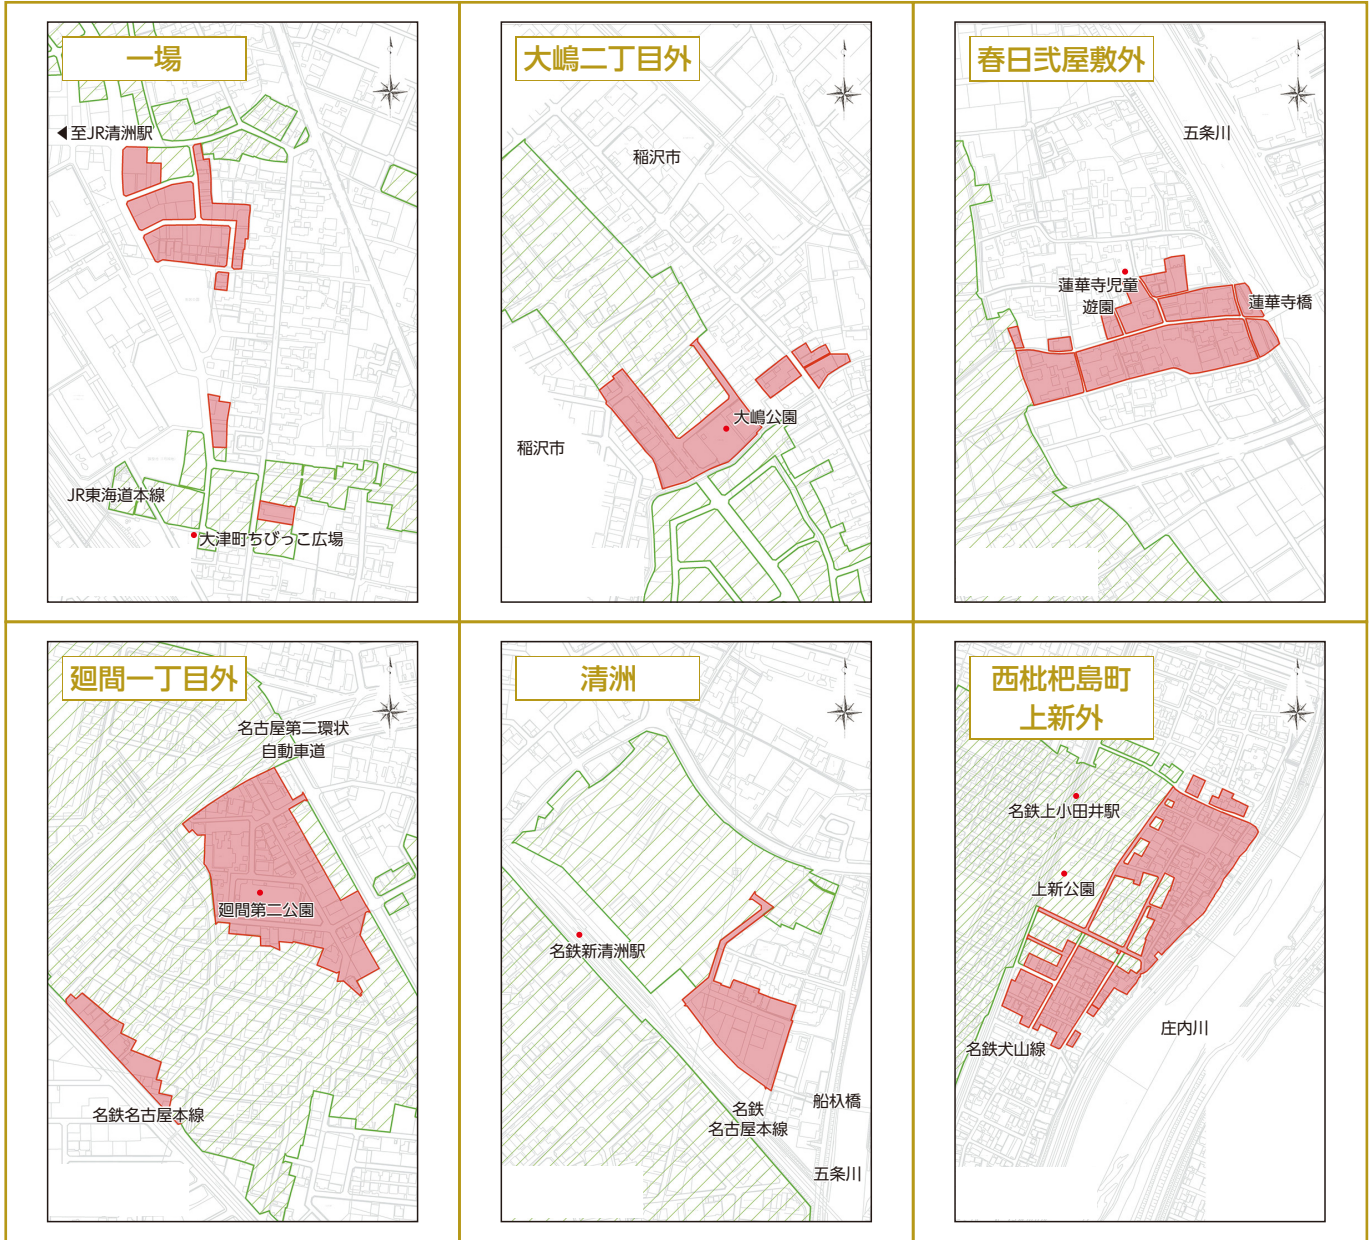 一場
至JR清洲駅
JR東海道本線
大津町ちびっこ広場
大嶋二丁目外
稲沢市
稲沢市
大嶋公園
春日弐屋敷外
五条川
蓮華寺児童
遊園
蓮華寺橋
廻間一丁目外
名古屋第二環状
自動車道
廻間第二公園
名鉄名古屋本線
清洲
名鉄新清洲駅
名鉄
名古屋本線
船杁橋
五条川
西枇杷島町
上新外
名鉄上小田井駅
上新公園
名鉄犬山線
庄内川